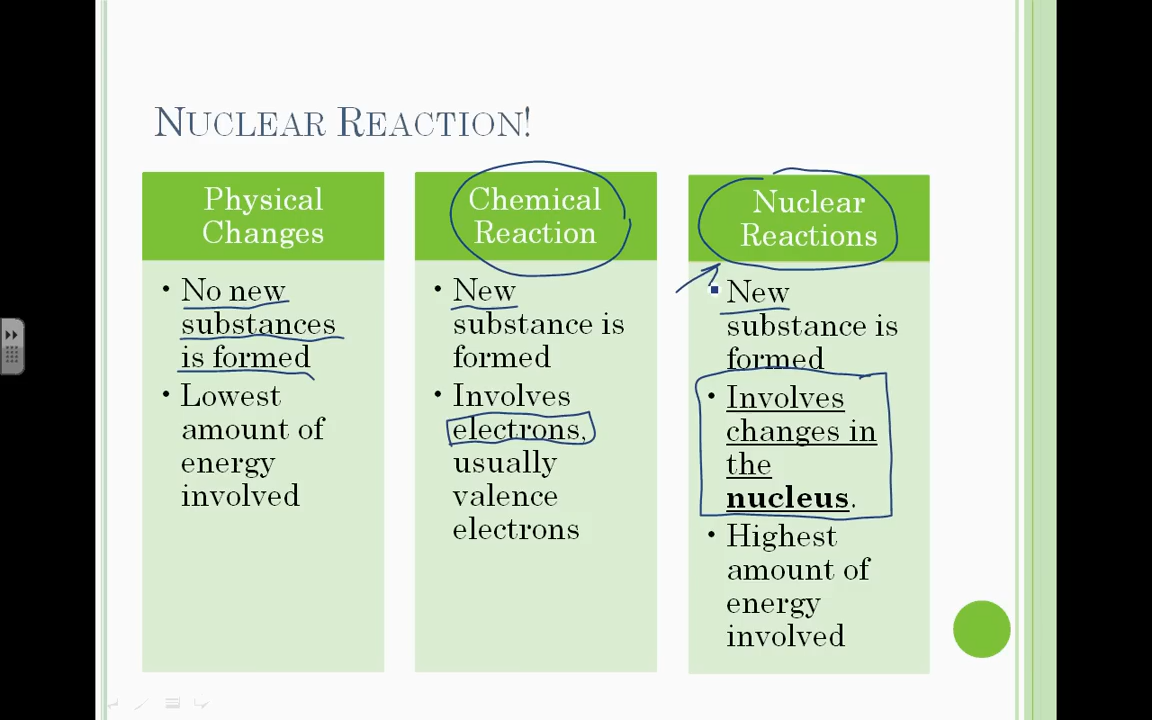 NUCLEAR REACTION!
Physical
Changes
• No new
substances
is formed
• Lowest
amount of
energy
involved
Chemical
Reaction
• New
substance is
formed
• Involves
electrons,
usually
valence
electrons
Nuclear
Reactions
New
substance is
formed
• Involves
changes in
the
nucleus.
• Highest
amount of
energy
involved